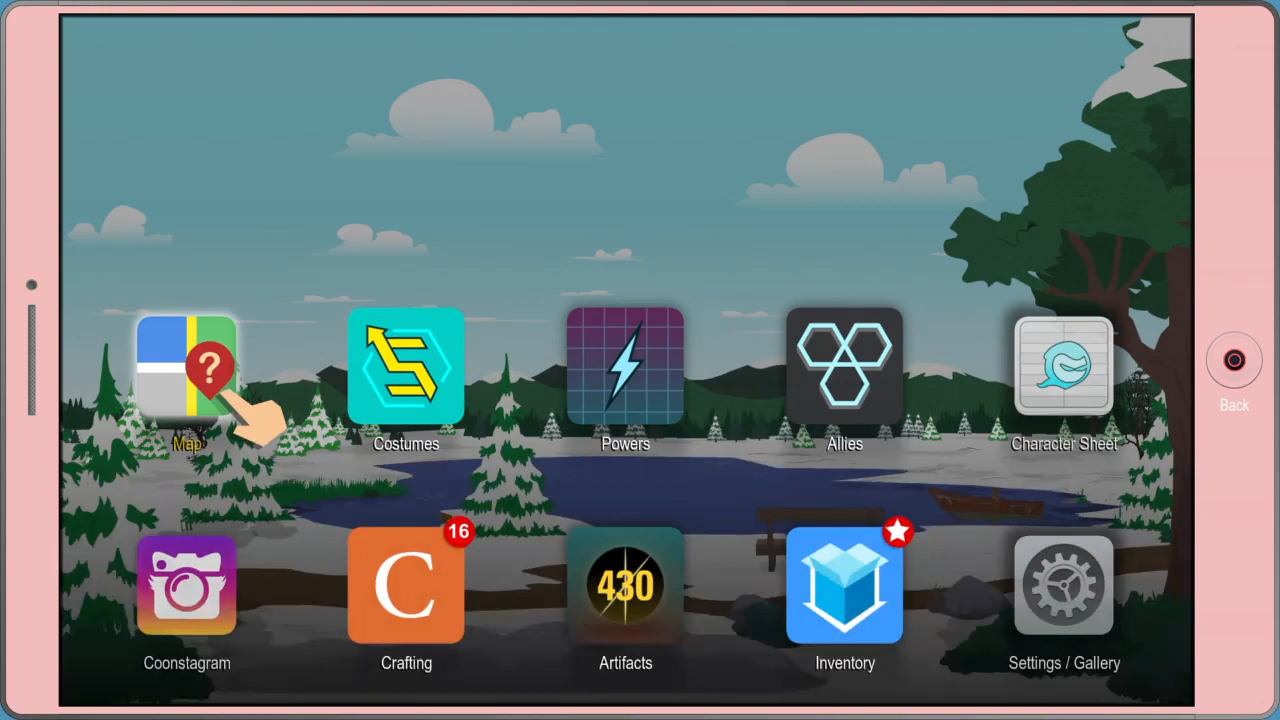 ?
Map
Costumes
Powers
Allies
Character Sheet
Back
16
C
430
Coonstagram
Crafting
Artifacts
Inventory
Settings / Gallery